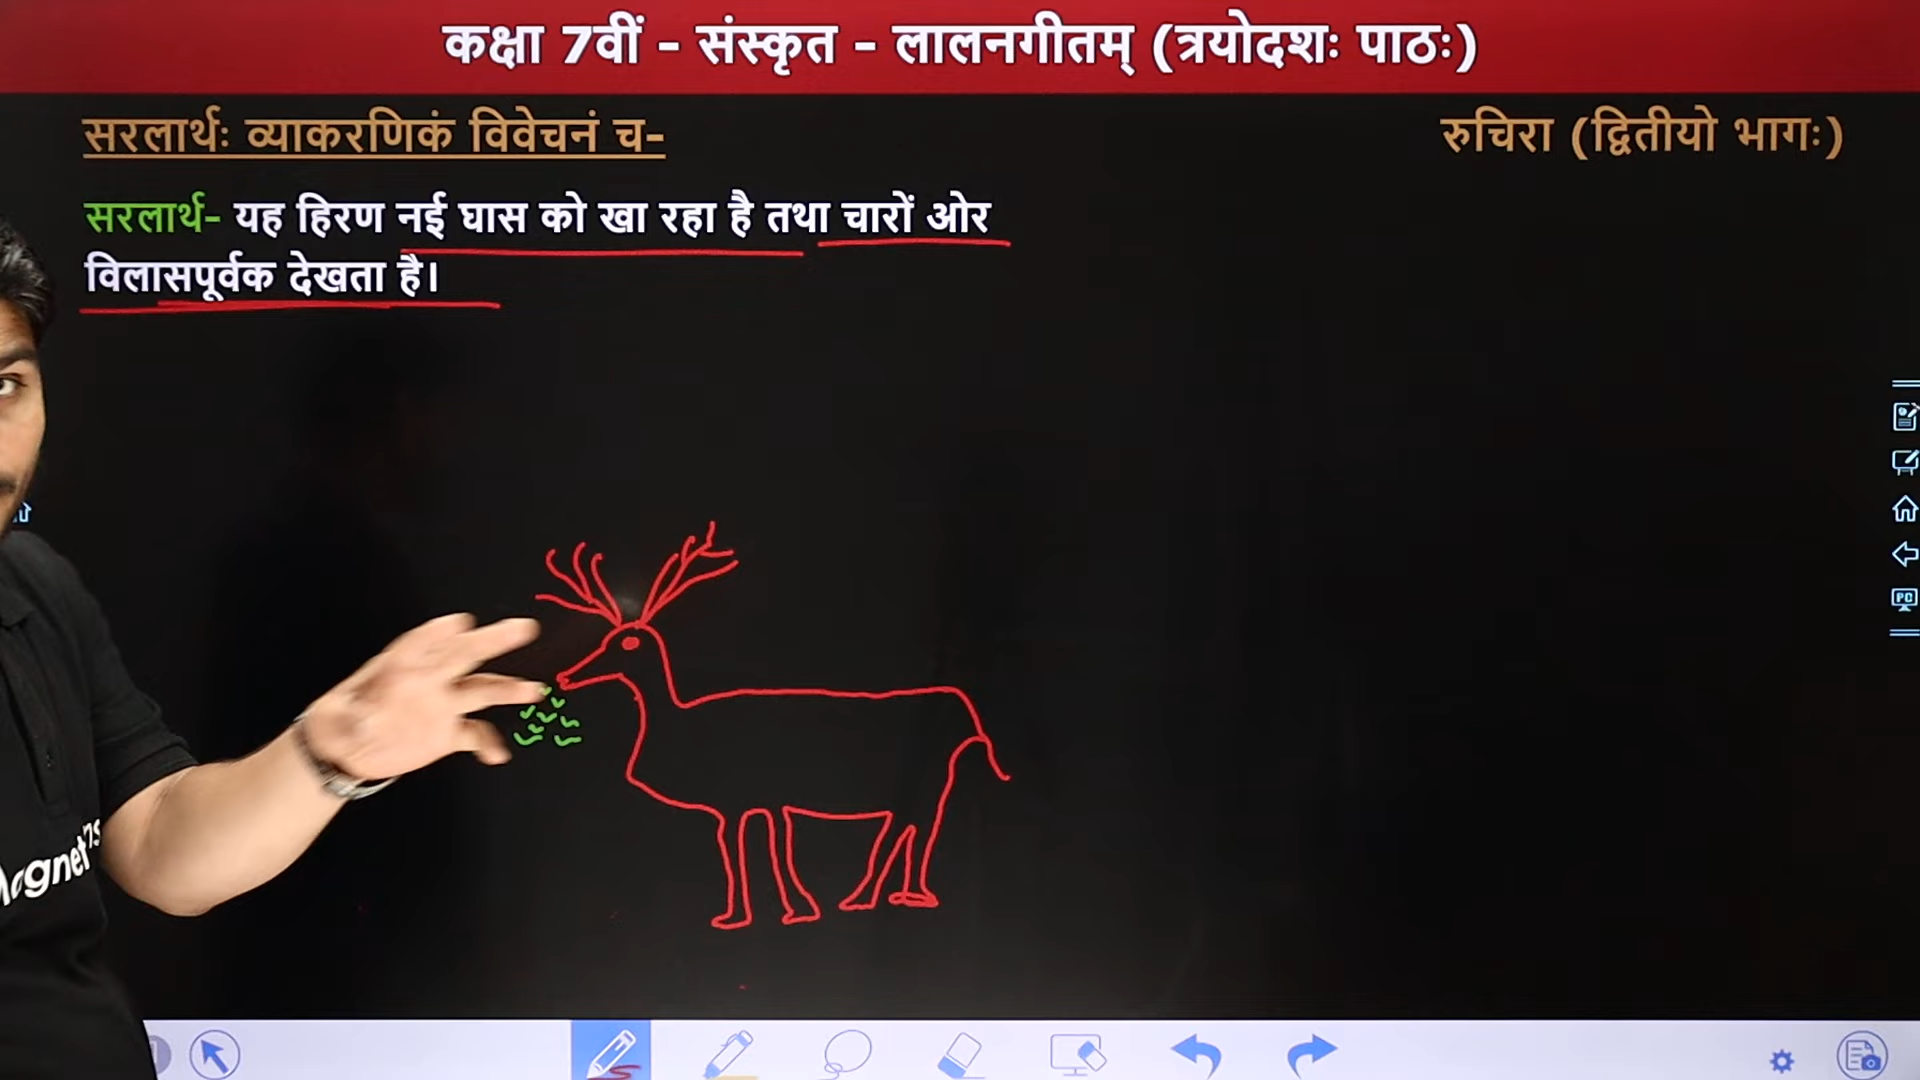 कक्षा 7वीं - संस्कृत - लालनगीतम् (त्रयोदशः पाठः)
सरलार्थः व्याकरणिकं विवेचनं च-
रुचिरा (द्वितीयो भागः)
सरलार्थ- यह हिरण नई घास को खा रहा है तथा चारों ओर
विलासपूर्वक देखता है।
PC